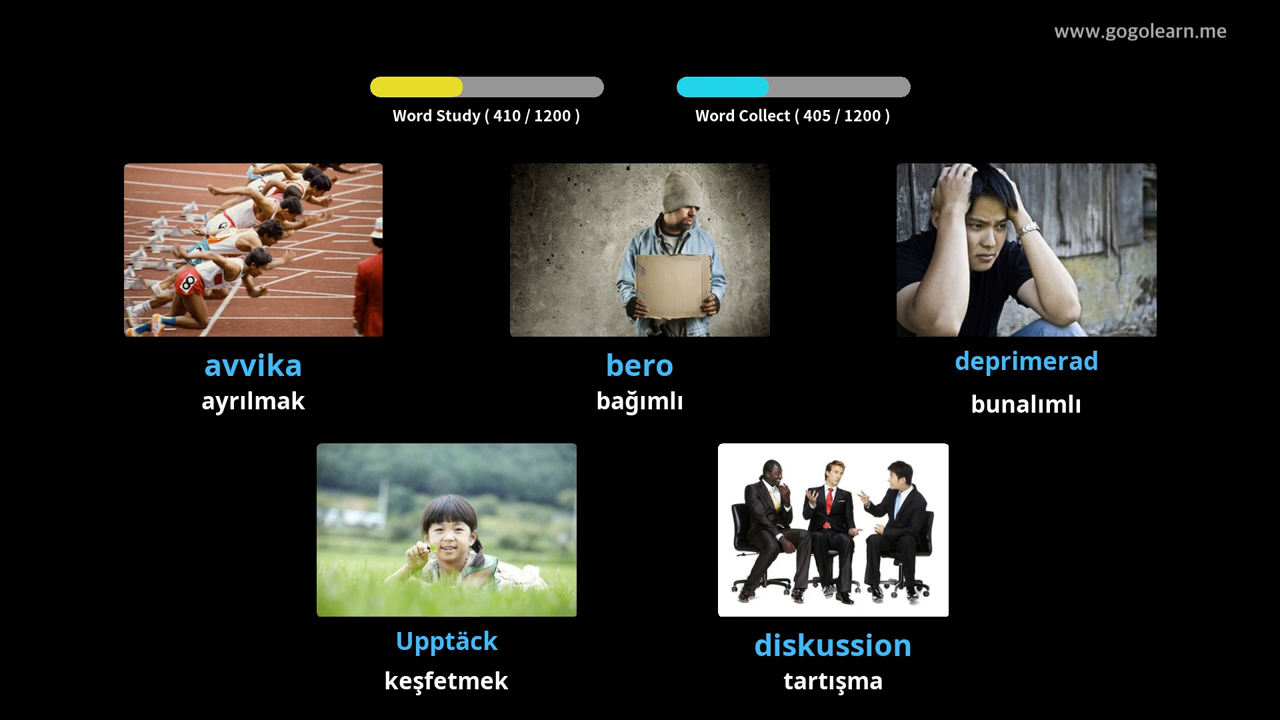 www.gogolearn.me
Word Study ( 410 / 1200 )
Word Collect ( 405 / 1200 )
avvika
ayrılmak
bero
bağımlı
deprimerad
bunalımlı
8
Upptäck
keşfetmek
diskussion
tartışma